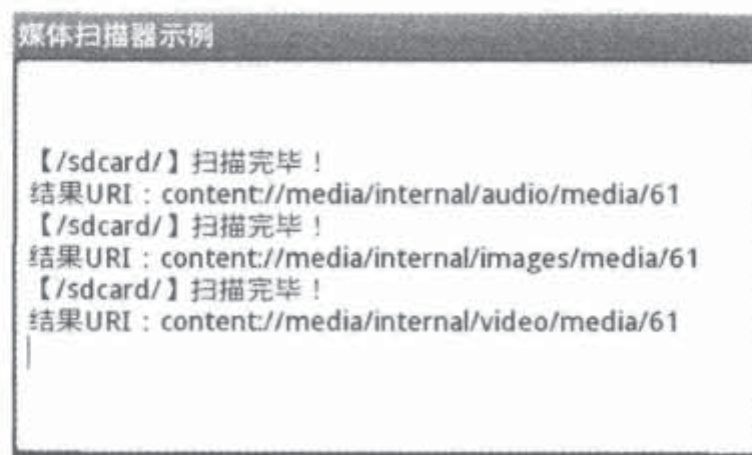 媒体扫描器示例
【/sdcard/】扫描完毕！
结果URI：content://media/internal/audio/media/61
【/sdcard/】扫描完毕！
结果URI：content://media/internal/images/media/61
【/sdcard/】扫描完毕！
结果URI：content://media/internal/video/media/61